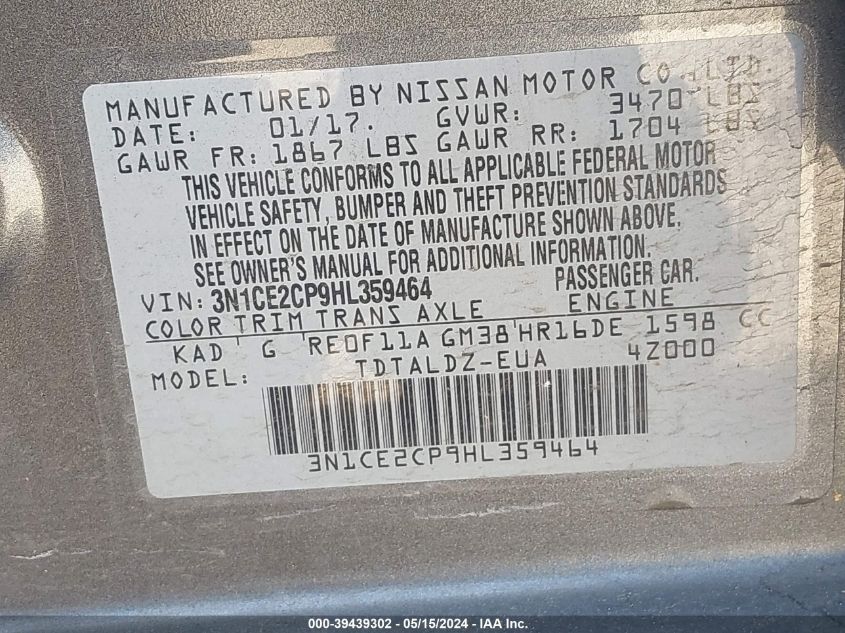 MANUFACTURED BY NISSAN MOTOR CO.,LTD.
DATE: 01/17. GVWR: 3470 LBS
GAWR FR: 1867 LBS GAWR RR: 1704 LBS
THIS VEHICLE CONFORMS TO ALL APPLICABLE FEDERAL MOTOR
VEHICLE SAFETY, BUMPER AND THEFT PREVENTION STANDARDS
IN EFFECT ON THE DATE OF MANUFACTURE SHOWN ABOVE.
SEE OWNER'S MANUAL FOR ADDITIONAL INFORMATION.
VIN: 3N1CE2CP9HL359464 PASSENGER CAR.
COLOR TRIM TRANS AXLE ENGINE
KAD G RE0F11A GM38 HR16DE 1598 CC
MODEL: TDTALDZ-EUA 4Z000
3N1CE2CP9HL359464
000-39439302 - 05/15/2024 - IAAI.com